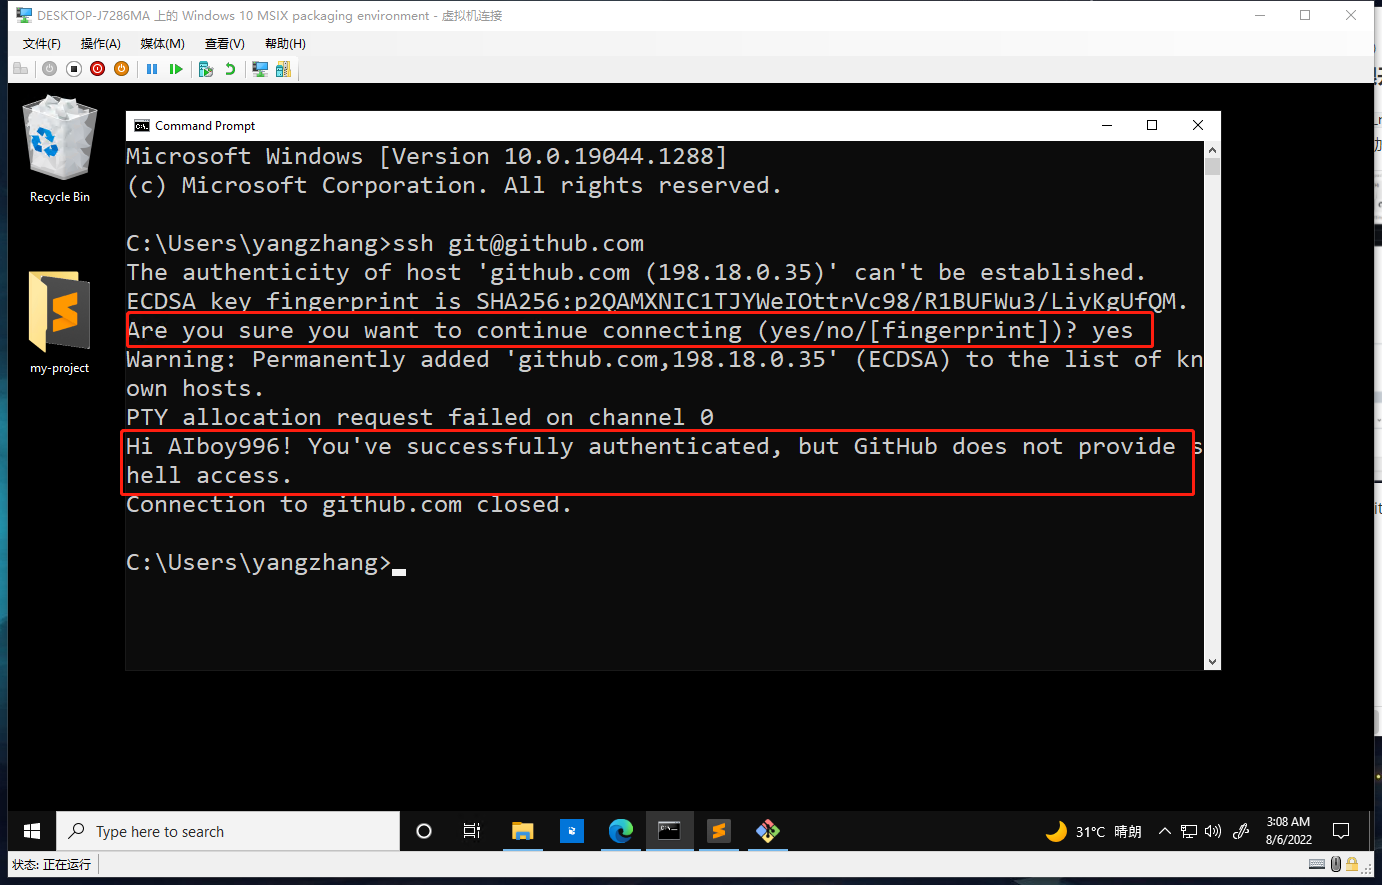 DESKTOP-J7286MA 上的 Windows 10 MSIX packaging environment - 虚拟机连接
文件(F) 操作(A) 媒体(M) 查看(V) 帮助(H)
Recycle Bin
my-project
Command Prompt
Microsoft Windows [Version 10.0.19044.1288]
(c) Microsoft Corporation. All rights reserved.
C:\Users\yangzhang>ssh git@github.com
The authenticity of host 'github.com (198.18.0.35)' can't be established.
ECDSA key fingerprint is SHA256:p2QAMXNIC1TJYWeIOttrVc98/R1BUFWu3/LiyKgUfQM.
Are you sure you want to continue connecting (yes/no/[fingerprint])? yes
Warning: Permanently added 'github.com,198.18.0.35' (ECDSA) to the list of kn
own hosts.
PTY allocation request failed on channel 0
Hi AIboy996! You've successfully authenticated, but GitHub does not provide s
hell access.
Connection to github.com closed.
C:\Users\yangzhang>
Type here to search
31°C 晴朗
3:08 AM
8/6/2022
状态: 正在运行